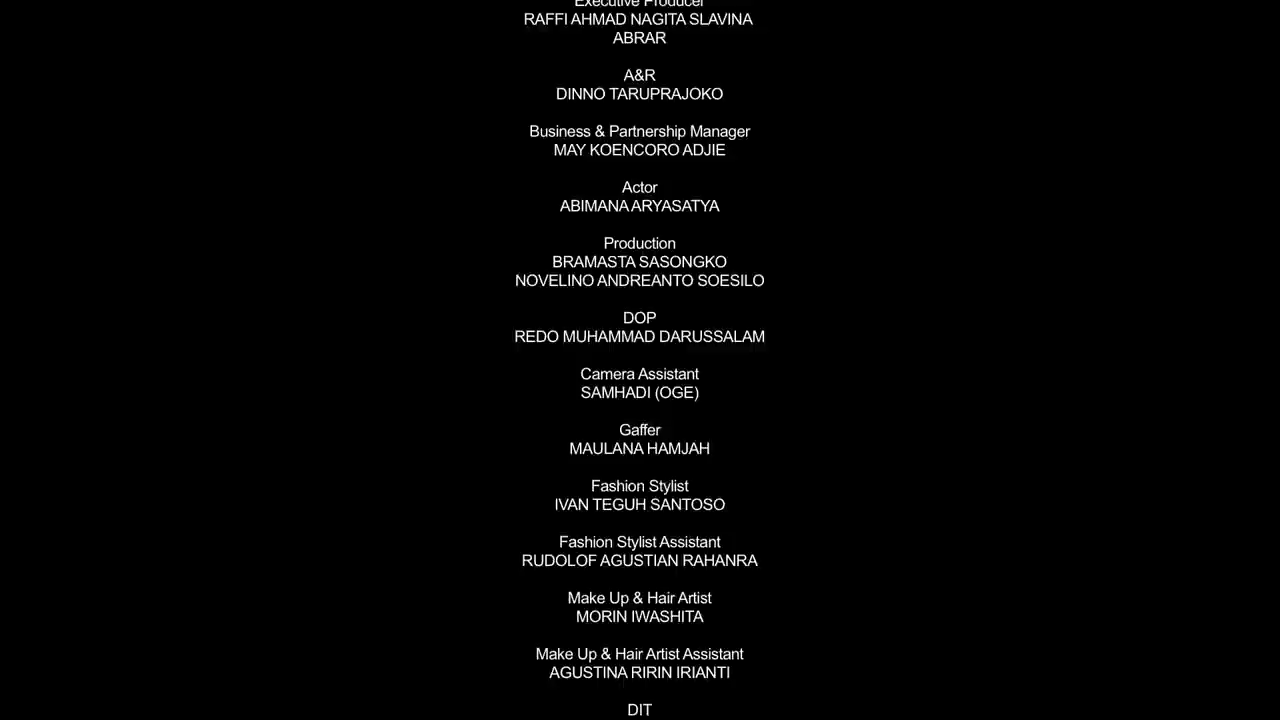 Executive Producer
RAFFI AHMAD NAGITA SLAVINA
ABRAR
A&R
DINNO TARUPRAJOKO
Business & Partnership Manager
MAY KOENCORO ADJIE
Actor
ABIMANA ARYASATYA
Production
BRAMASTA SASONGKO
NOVELINO ANDREANTO SOESILO
DOP
REDO MUHAMMAD DARUSSALAM
Camera Assistant
SAMHADI (OGE)
Gaffer
MAULANA HAMJAH
Fashion Stylist
IVAN TEGUH SANTOSO
Fashion Stylist Assistant
RUDOLOF AGUSTIAN RAHANRA
Make Up & Hair Artist
MORIN IWASHITA
Make Up & Hair Artist Assistant
AGUSTINA RIRIN IRIANTI
DIT